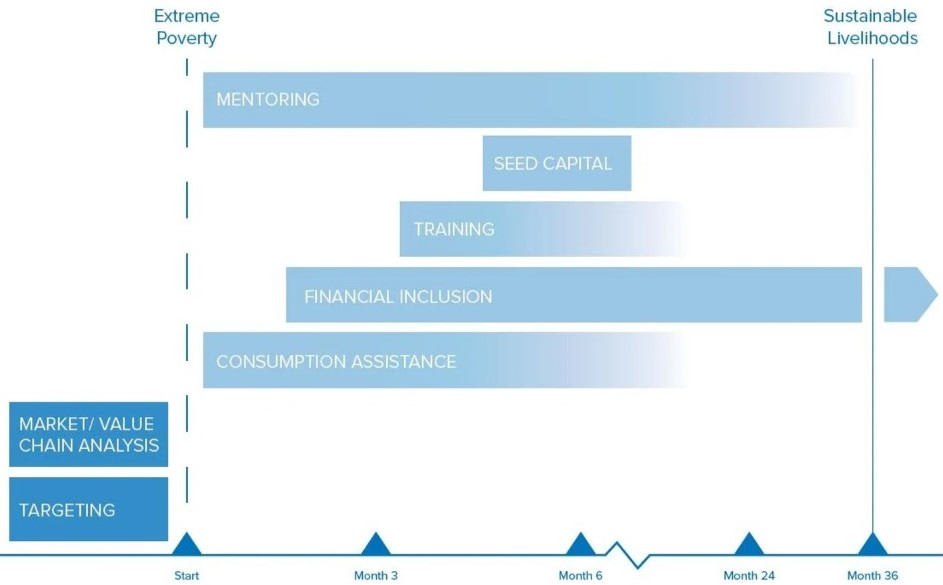 Extreme
Poverty
Sustainable
Livelihoods
MENTORING
SEED CAPITAL
TRAINING
FINANCIAL INCLUSION
CONSUMPTION ASSISTANCE
MARKET/ VALUE
CHAIN ANALYSIS
TARGETING
Start
Month 3
Month 6
Month 24
Month 36